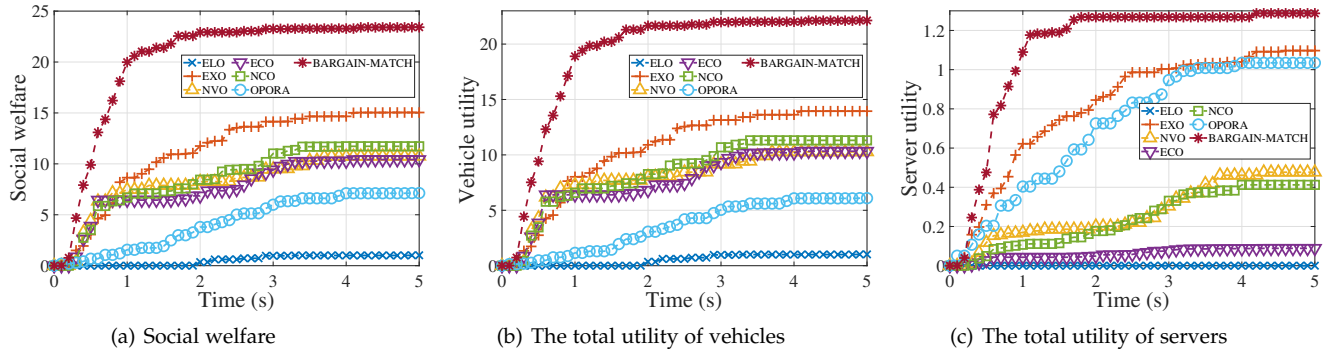 25
20
15
10
5
0
Social welfare
ELO
ECO
BARGAIN-MATCH
EXO
NCO
NVO
OPORA
0 1 2 3 4 5
Time (s)
(a) Social welfare
20
15
10
5
0
Vehicle utility
ELO
ECO
BARGAIN-MATCH
EXO
NCO
NVO
OPORA
0 1 2 3 4 5
Time (s)
(b) The total utility of vehicles
1.2
1
0.8
0.6
0.4
0.2
0
Server utility
ELO
NCO
EXO
OPORA
NVO
BARGAIN-MATCH
ECO
0 1 2 3 4 5
Time (s)
(c) The total utility of servers